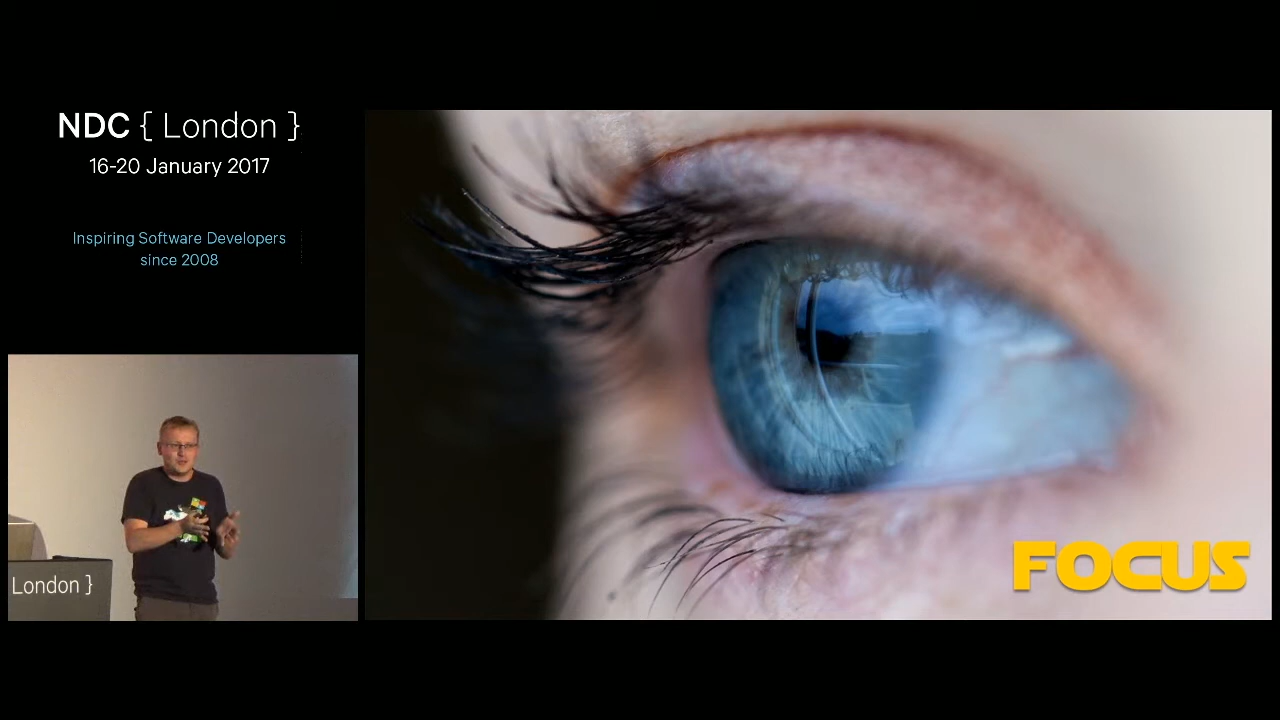 NDC { London }
16-20 January 2017
Inspiring Software Developers
since 2008
London }
FOCUS